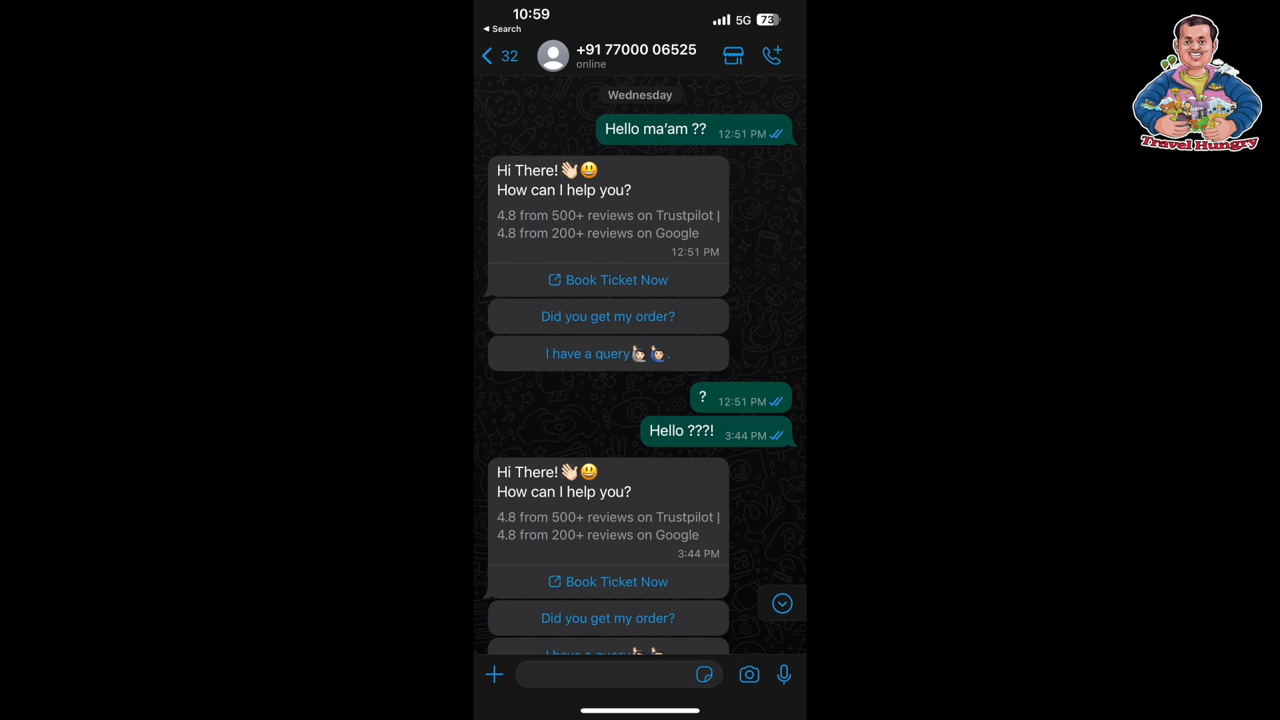 10:59
5G 73
Search
32
+91 77000 06525
online
Wednesday
Hello ma’am ?? 12:51 PM
Hi There!👋🏻😃
How can I help you?
4.8 from 500+ reviews on Trustpilot |
4.8 from 200+ reviews on Google
12:51 PM
Book Ticket Now
Did you get my order?
I have a query🙋🏻‍♀️🙋🏻‍♂️.
? 12:51 PM
Hello ???! 3:44 PM
Hi There!👋🏻😃
How can I help you?
4.8 from 500+ reviews on Trustpilot |
4.8 from 200+ reviews on Google
3:44 PM
Book Ticket Now
Did you get my order?
I have a query
Travel Hungry